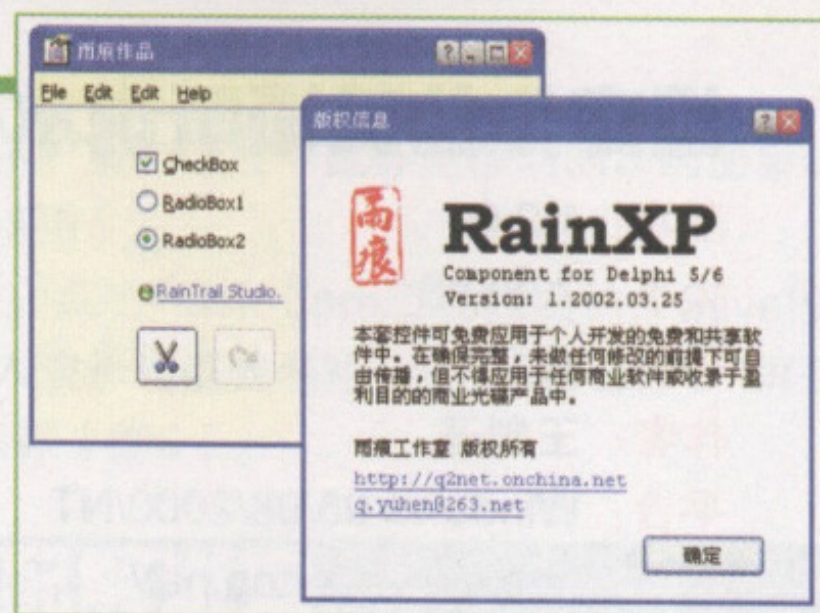 雨痕作品
File Edit Edit Help
CheckBox
RadioBox1
RadioBox2
RainTrail Studio.
版权信息
雨痕
RainXP
Component for Delphi 5/6
Version: 1.2002.03.25
本套控件可免费应用于个人开发的免费和共享软
件中。在确保完整，未做任何修改的前提下可自
由传播，但不得应用于任何商业软件或收录于盈
利目的的商业光碟产品中。
雨痕工作室 版权所有
http://q2net.onchina.net
q.yuhen@263.net
确定